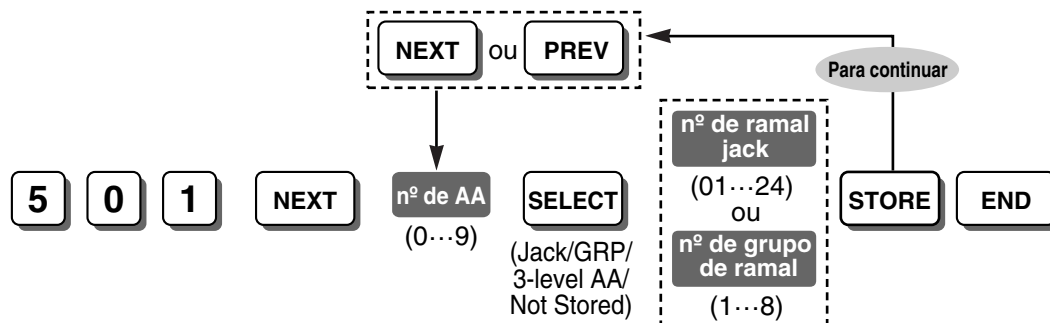 NEXT ou PREV
Para continuar
5 0 1 NEXT
nº de AA
(0···9)
SELECT
(Jack/GRP/
3-level AA/
Not Stored)
nº de ramal
jack
(01···24)
ou
nº de grupo
de ramal
(1···8)
STORE
END